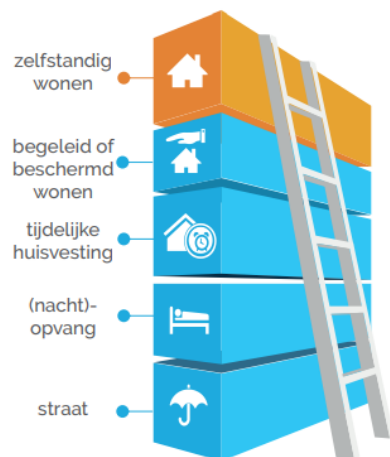 zelfstandig
wonen
begeleid of
beschermd
wonen
tijdelijke
huisvesting
(nacht)-
opvang
straat